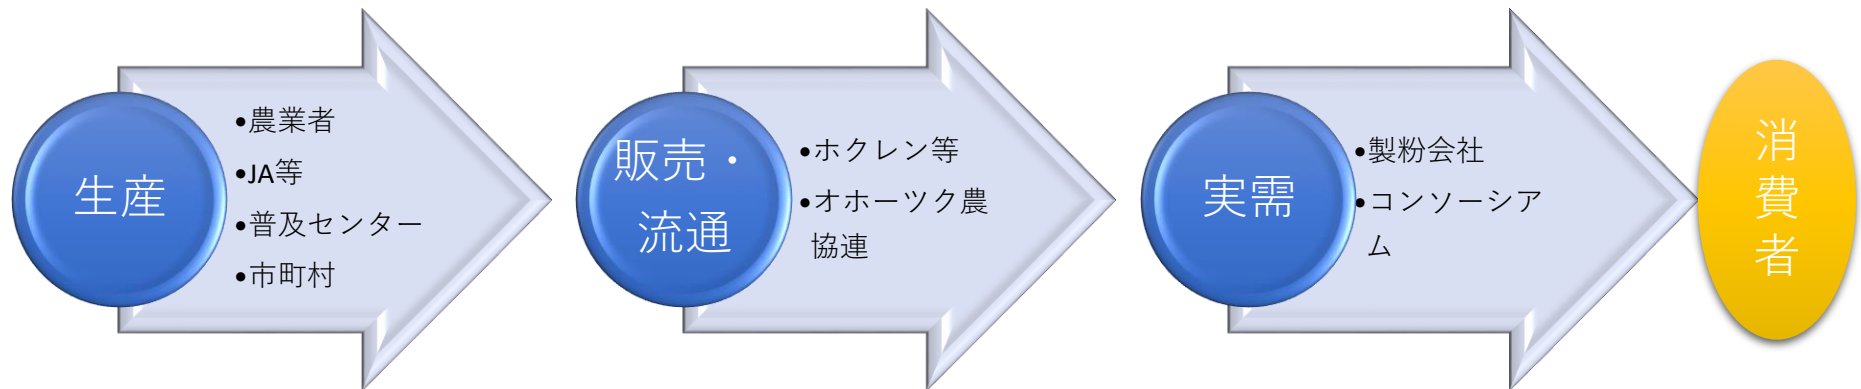 生産
•農業者
•JA等
•普及センター
•市町村
販売・
流通
•ホクレン等
•オホーツク農
協連
実需
•製粉会社
•コンソーシア
ム
消
費
者